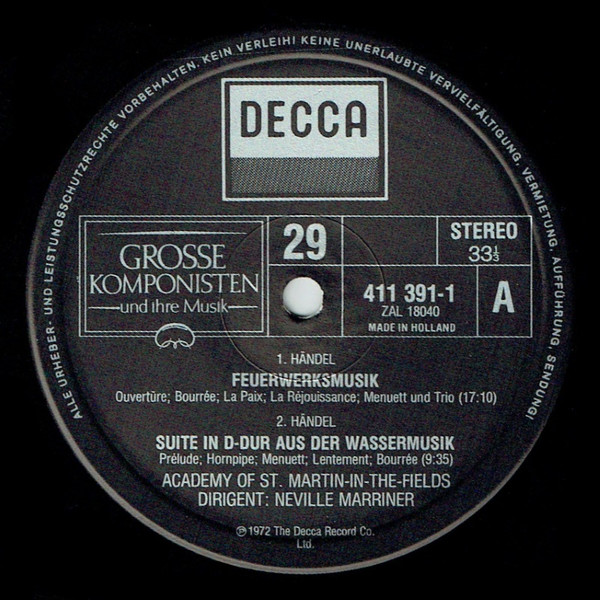 ALLE URHEBER- UND LEISTUNGSSCHUTZRECHTE VORBEHALTEN. KEIN VERLEIH! KEINE UNERLAUBTE VERVIELFÄLTIGUNG, VERMIETUNG, AUFFÜHRUNG, SENDUNG!
DECCA
GROSSE
KOMPONISTEN
und ihre Musik
29
STEREO
33⅓
411 391-1
ZAL 18040
MADE IN HOLLAND
A
1. HÄNDEL
FEUERWERKSMUSIK
Ouvertüre; Bourrée; La Paix; La Réjouissance; Menuett und Trio (17:10)
2. HÄNDEL
SUITE IN D-DUR AUS DER WASSERMUSIK
Prélude; Hornpipe; Menuett; Lentement; Bourrée (9:35)
ACADEMY OF ST. MARTIN-IN-THE-FIELDS
DIRIGENT: NEVILLE MARRINER
℗1972 The Decca Record Co.
Ltd.